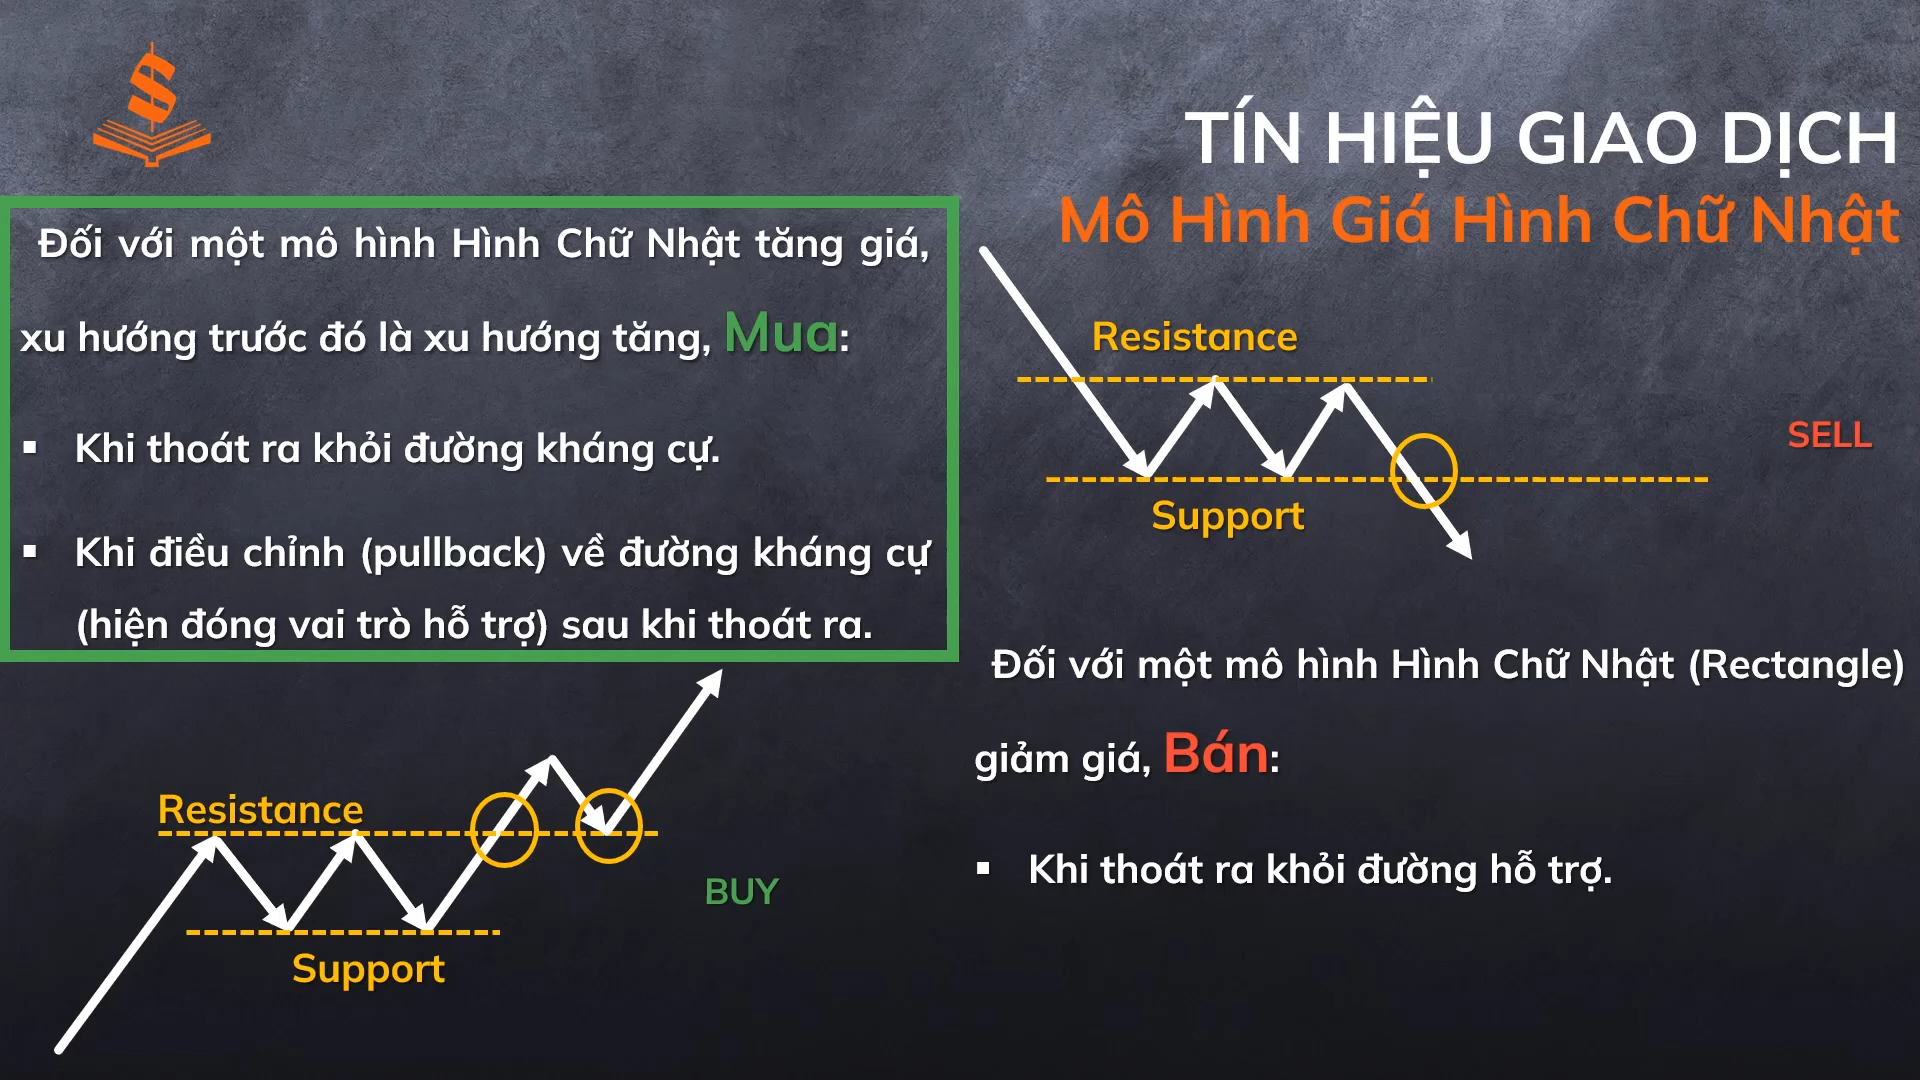 TÍN HIỆU GIAO DỊCH
Mô Hình Giá Hình Chữ Nhật
Đối với một mô hình Hình Chữ Nhật tăng giá,
xu hướng trước đó là xu hướng tăng, Mua:
▪ Khi thoát ra khỏi đường kháng cự.
▪ Khi điều chỉnh (pullback) về đường kháng cự
(hiện đóng vai trò hỗ trợ) sau khi thoát ra.
Resistance
Support
BUY
Resistance
SELL
Support
Đối với một mô hình Hình Chữ Nhật (Rectangle)
giảm giá, Bán:
▪ Khi thoát ra khỏi đường hỗ trợ.